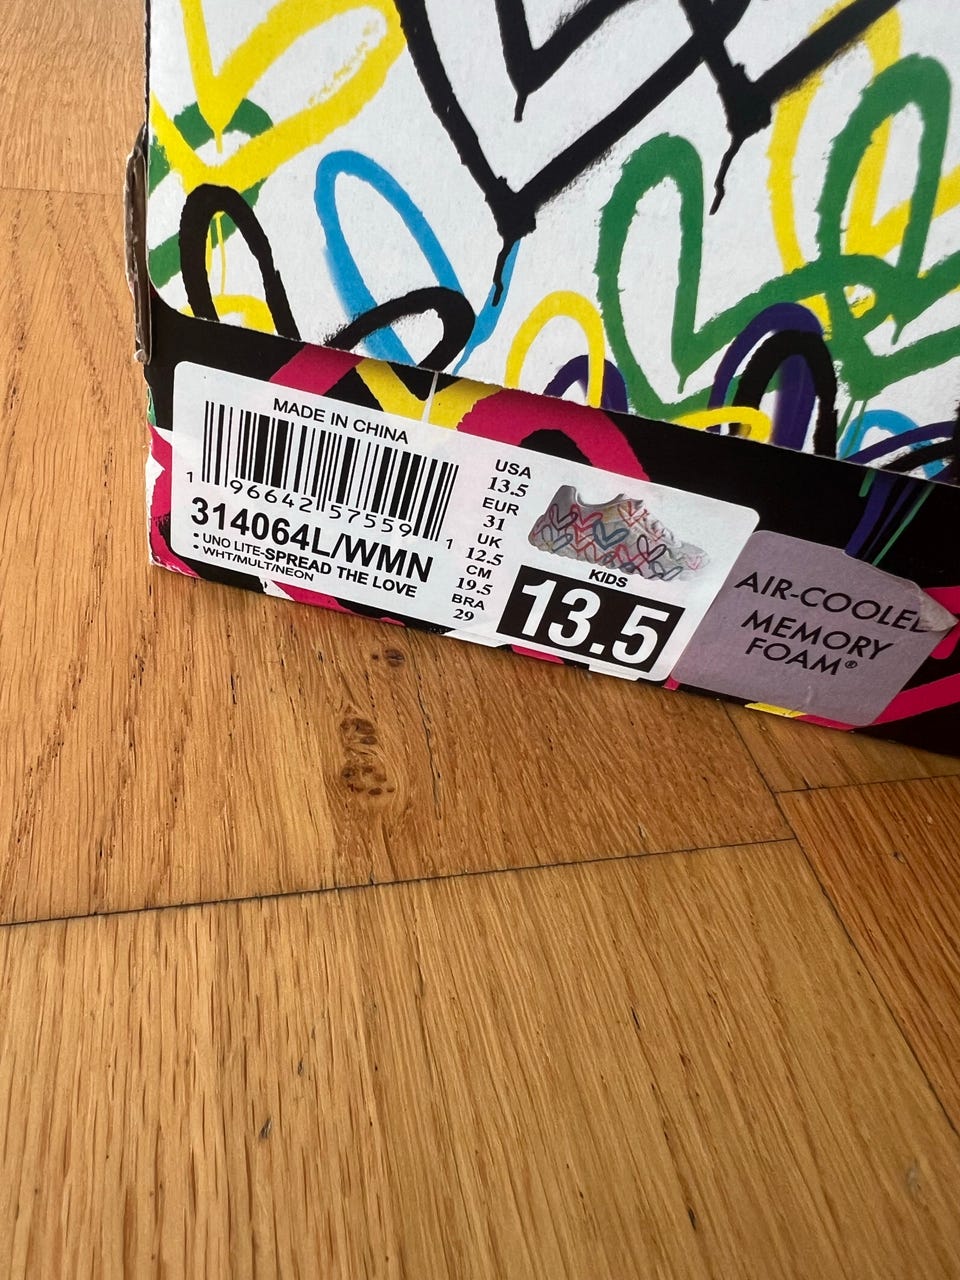 MADE IN CHINA
1 96642 57559 1
314064L/WMN
• UNO LITE-SPREAD THE LOVE
• WHT/MULT/NEON
USA
13.5
EUR
31
UK
12.5
CM
19.5
BRA
29
KIDS
13.5
AIR-COOLED
MEMORY
FOAM®